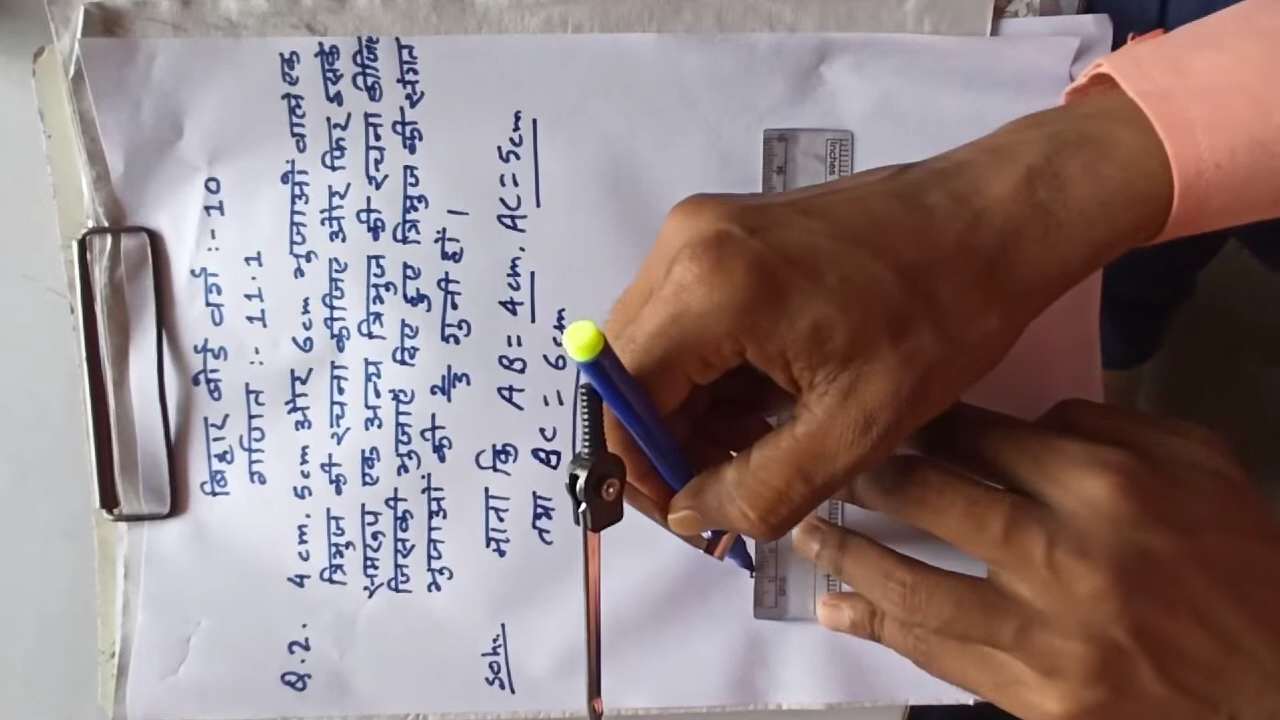 बिहार बोर्ड वर्ग :- 10
गणित :- 11.1
Q.2. 4 cm. 5 cm और 6 cm भुजाओं वाले एक
त्रिभुज की रचना कीजिए और फिर इसके
समरूप एक अन्य त्रिभुज की रचना कीजिए
जिसकी भुजाएँ दिए हुए त्रिभुज की संगत
भुजाओं की 2/3 गुनी हों ।
Soln. माना कि AB = 4 cm. AC = 5 cm
तथा BC = 6 cm
Inches